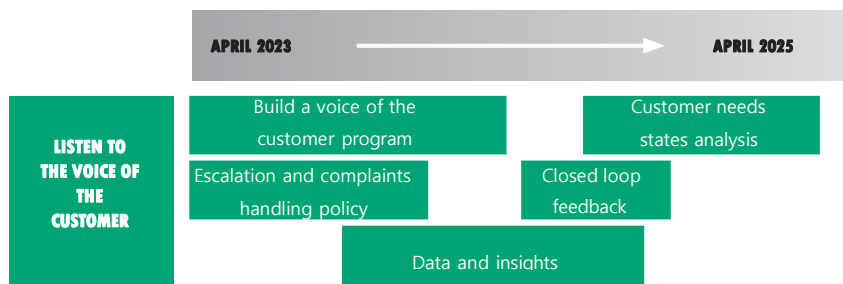 APRIL 2023
APRIL 2025
LISTEN TO
THE VOICE OF
THE
CUSTOMER
Build a voice of the
customer program
Customer needs
states analysis
Escalation and complaints
handling policy
Closed loop
feedback
Data and insights